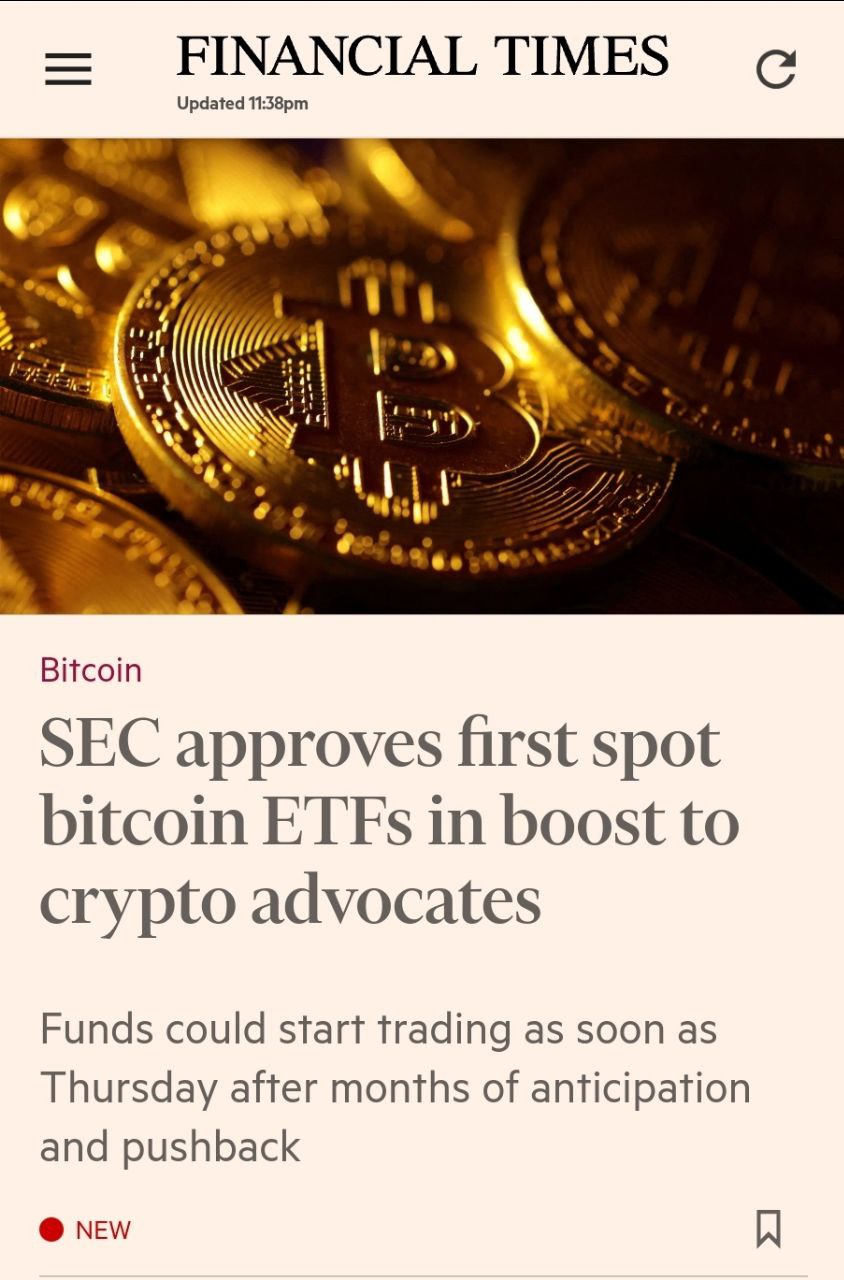 FINANCIAL TIMES
Updated 11:38pm
Bitcoin
SEC approves first spot
bitcoin ETFs in boost to
crypto advocates
Funds could start trading as soon as
Thursday after months of anticipation
and pushback
NEW